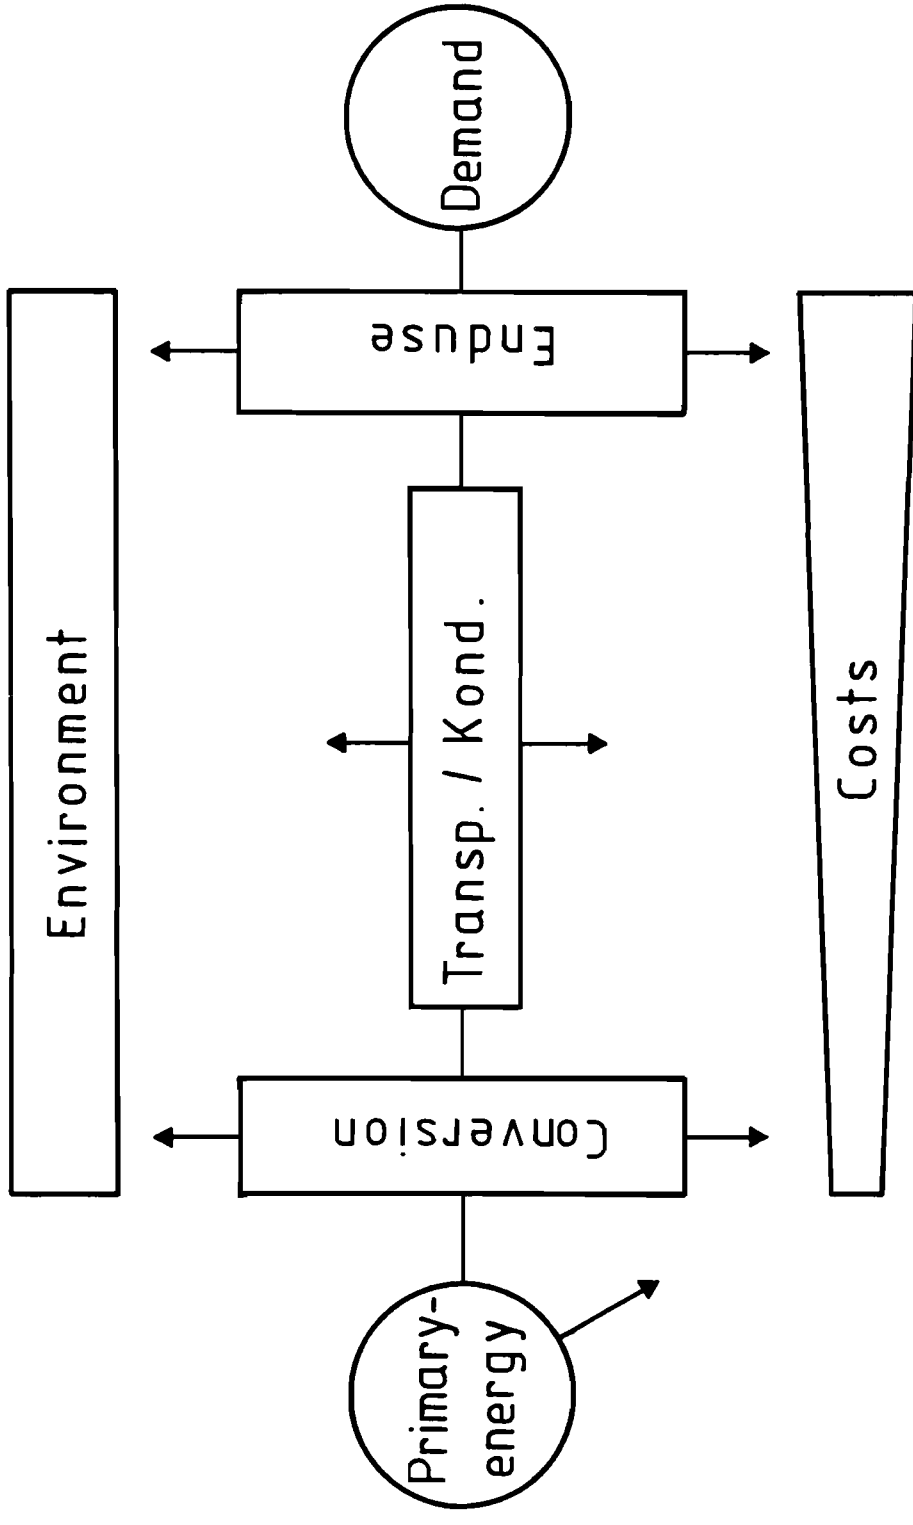 Environment
Primary-
energy
Conversion
Transp. / Kond.
Enduse
Demand
Costs